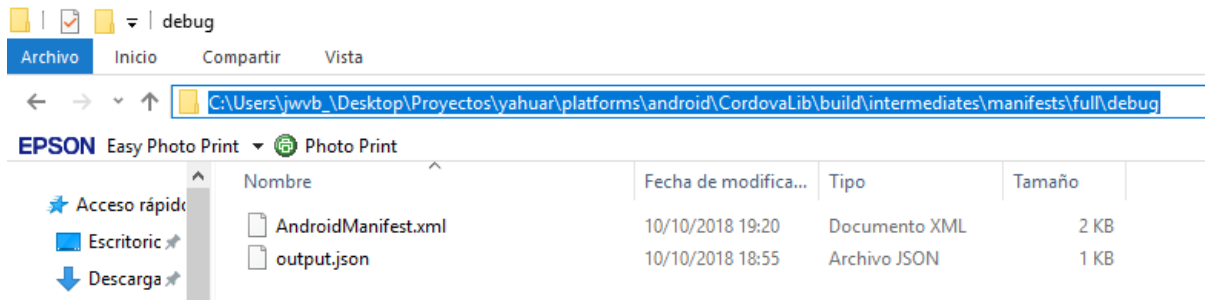 debug
Archivo Inicio Compartir Vista
C:\Users\jwvb_\Desktop\Proyectos\yahuar\platforms\android\CordovaLib\build\intermediates\manifests\full\debug
EPSON Easy Photo Print Photo Print
Nombre Fecha de modifica... Tipo Tamaño
Acceso rápido
AndroidManifest.xml 10/10/2018 19:20 Documento XML 2 KB
Escritoric
output.json 10/10/2018 18:55 Archivo JSON 1 KB
Descarga